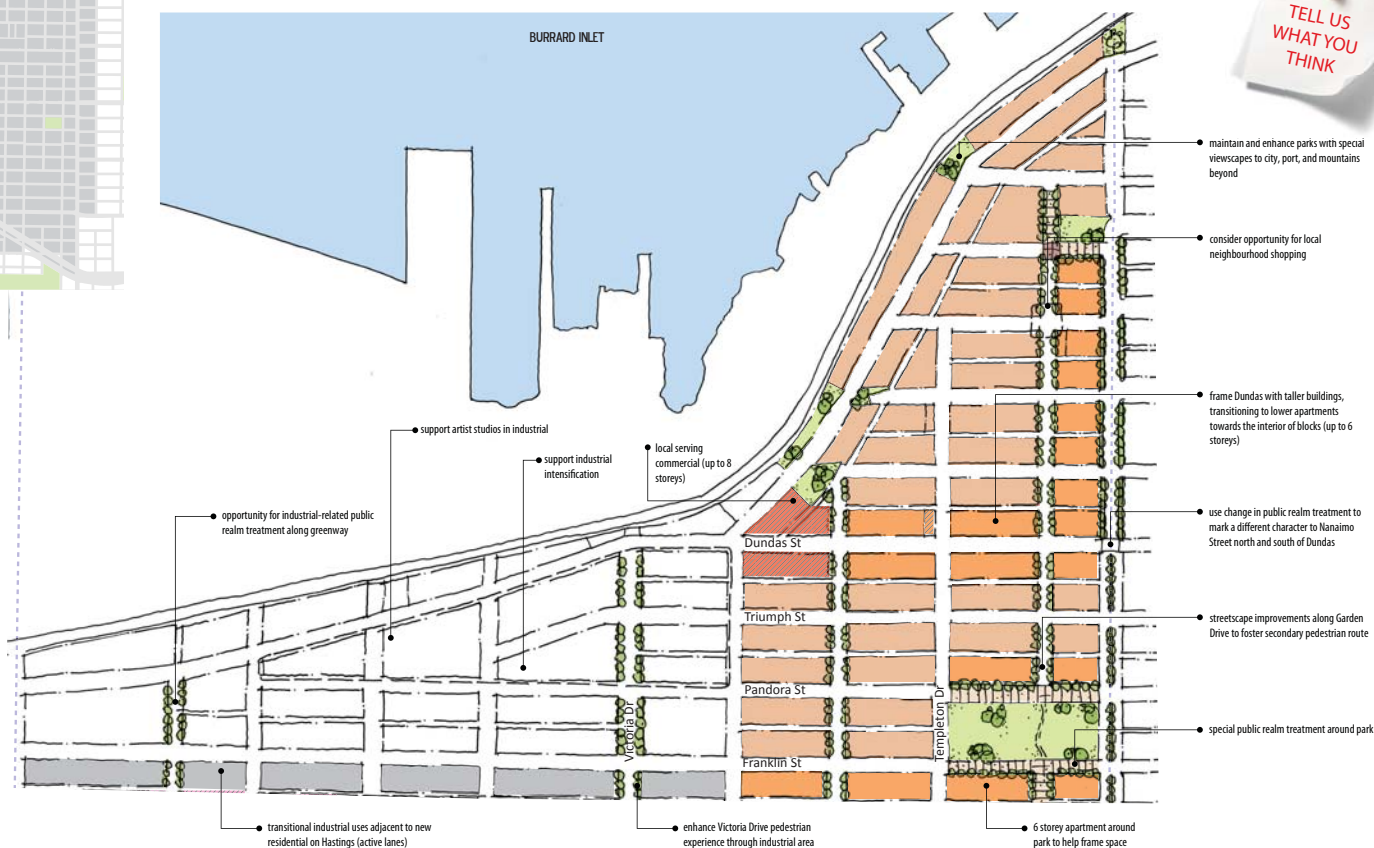 TELL US
WHAT YOU
THINK
BURRARD INLET
maintain and enhance parks with special
viewscapes to city, port, and mountains
beyond
consider opportunity for local
neighbourhood shopping
frame Dundas with taller buildings,
transitioning to lower apartments
towards the interior of blocks (up to 6
storeys)
support artist studios in industrial
support industrial
intensification
local serving
commercial (up to 8
storeys)
opportunity for industrial-related public
realm treatment along greenway
use change in public realm treatment to
mark a different character to Nanaimo
Street north and south of Dundas
Dundas St
Triumph St
streetscape improvements along Garden
Drive to foster secondary pedestrian route
Pandora St
Victoria Dr
Templeton Dr
special public realm treatment around park
Franklin St
transitional industrial uses adjacent to new
residential on Hastings (active lanes)
enhance Victoria Drive pedestrian
experience through industrial area
6 storey apartment around
park to help frame space